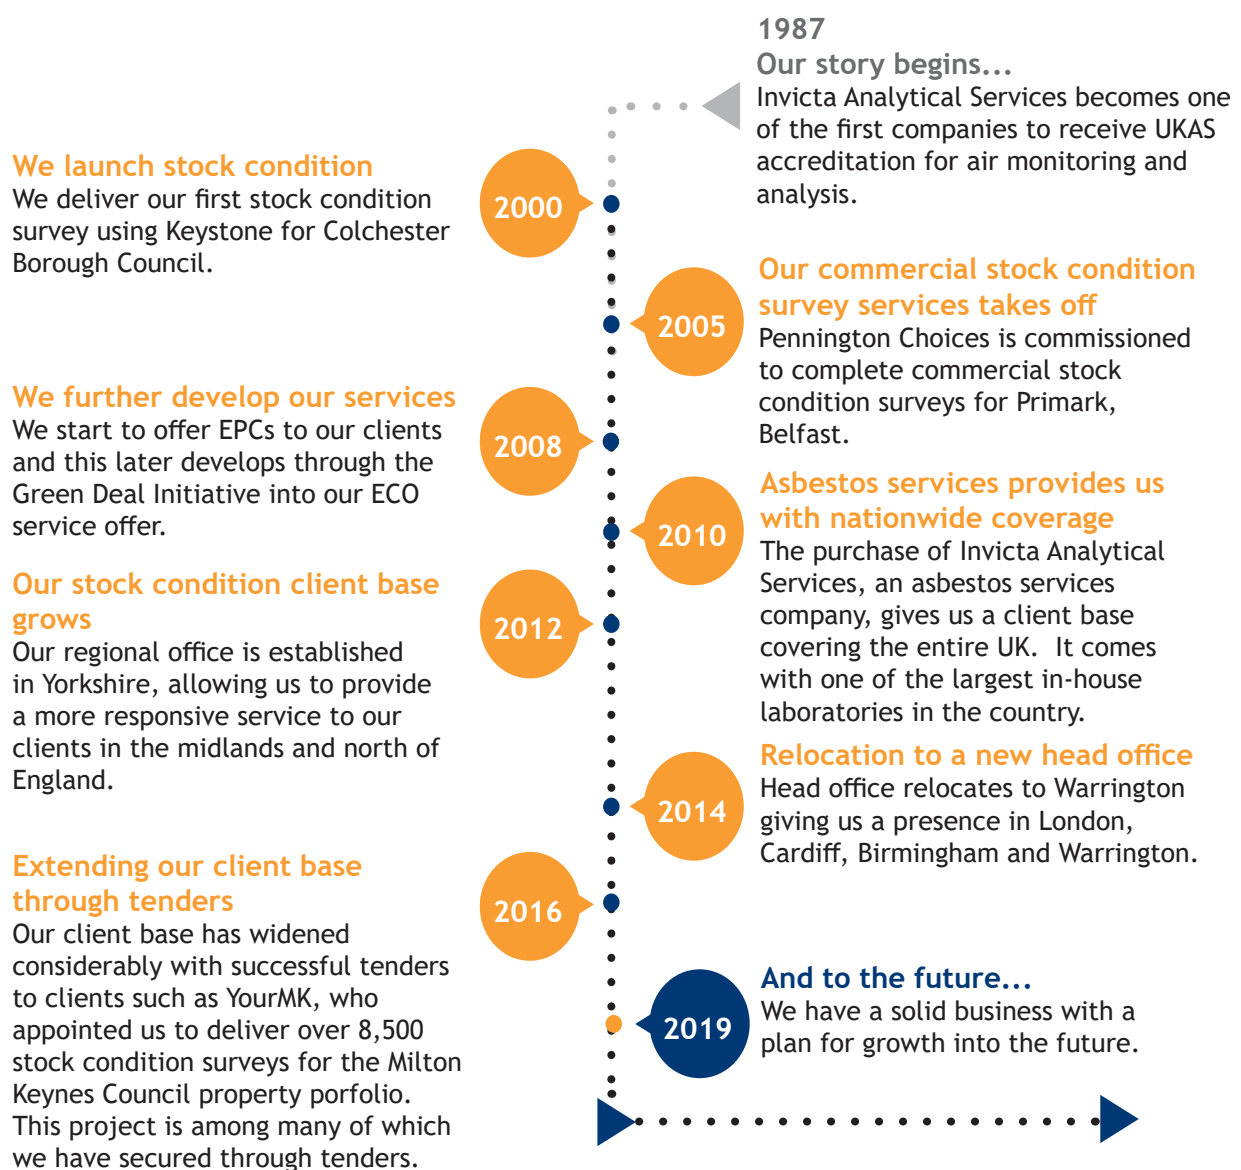 1987
Our story begins...
Invicta Analytical Services becomes one
of the first companies to receive UKAS
accreditation for air monitoring and
analysis.
We launch stock condition
We deliver our first stock condition
survey using Keystone for Colchester
Borough Council.
2000
Our commercial stock condition
survey services takes off
Pennington Choices is commissioned
to complete commercial stock
condition surveys for Primark,
Belfast.
2005
We further develop our services
We start to offer EPCs to our clients
and this later develops through the
Green Deal Initiative into our ECO
service offer.
2008
Asbestos services provides us
with nationwide coverage
The purchase of Invicta Analytical
Services, an asbestos services
company, gives us a client base
covering the entire UK.  It comes
with one of the largest in-house
laboratories in the country.
2010
Our stock condition client base
grows
Our regional office is established
in Yorkshire, allowing us to provide
a more responsive service to our
clients in the midlands and north of
England.
2012
Relocation to a new head office
Head office relocates to Warrington
giving us a presence in London,
Cardiff, Birmingham and Warrington.
2014
Extending our client base
through tenders
Our client base has widened
considerably with successful tenders
to clients such as YourMK, who
appointed us to deliver over 8,500
stock condition surveys for the Milton
Keynes Council property porfolio.
This project is among many of which
we have secured through tenders.
2016
And to the future...
We have a solid business with a
plan for growth into the future.
2019